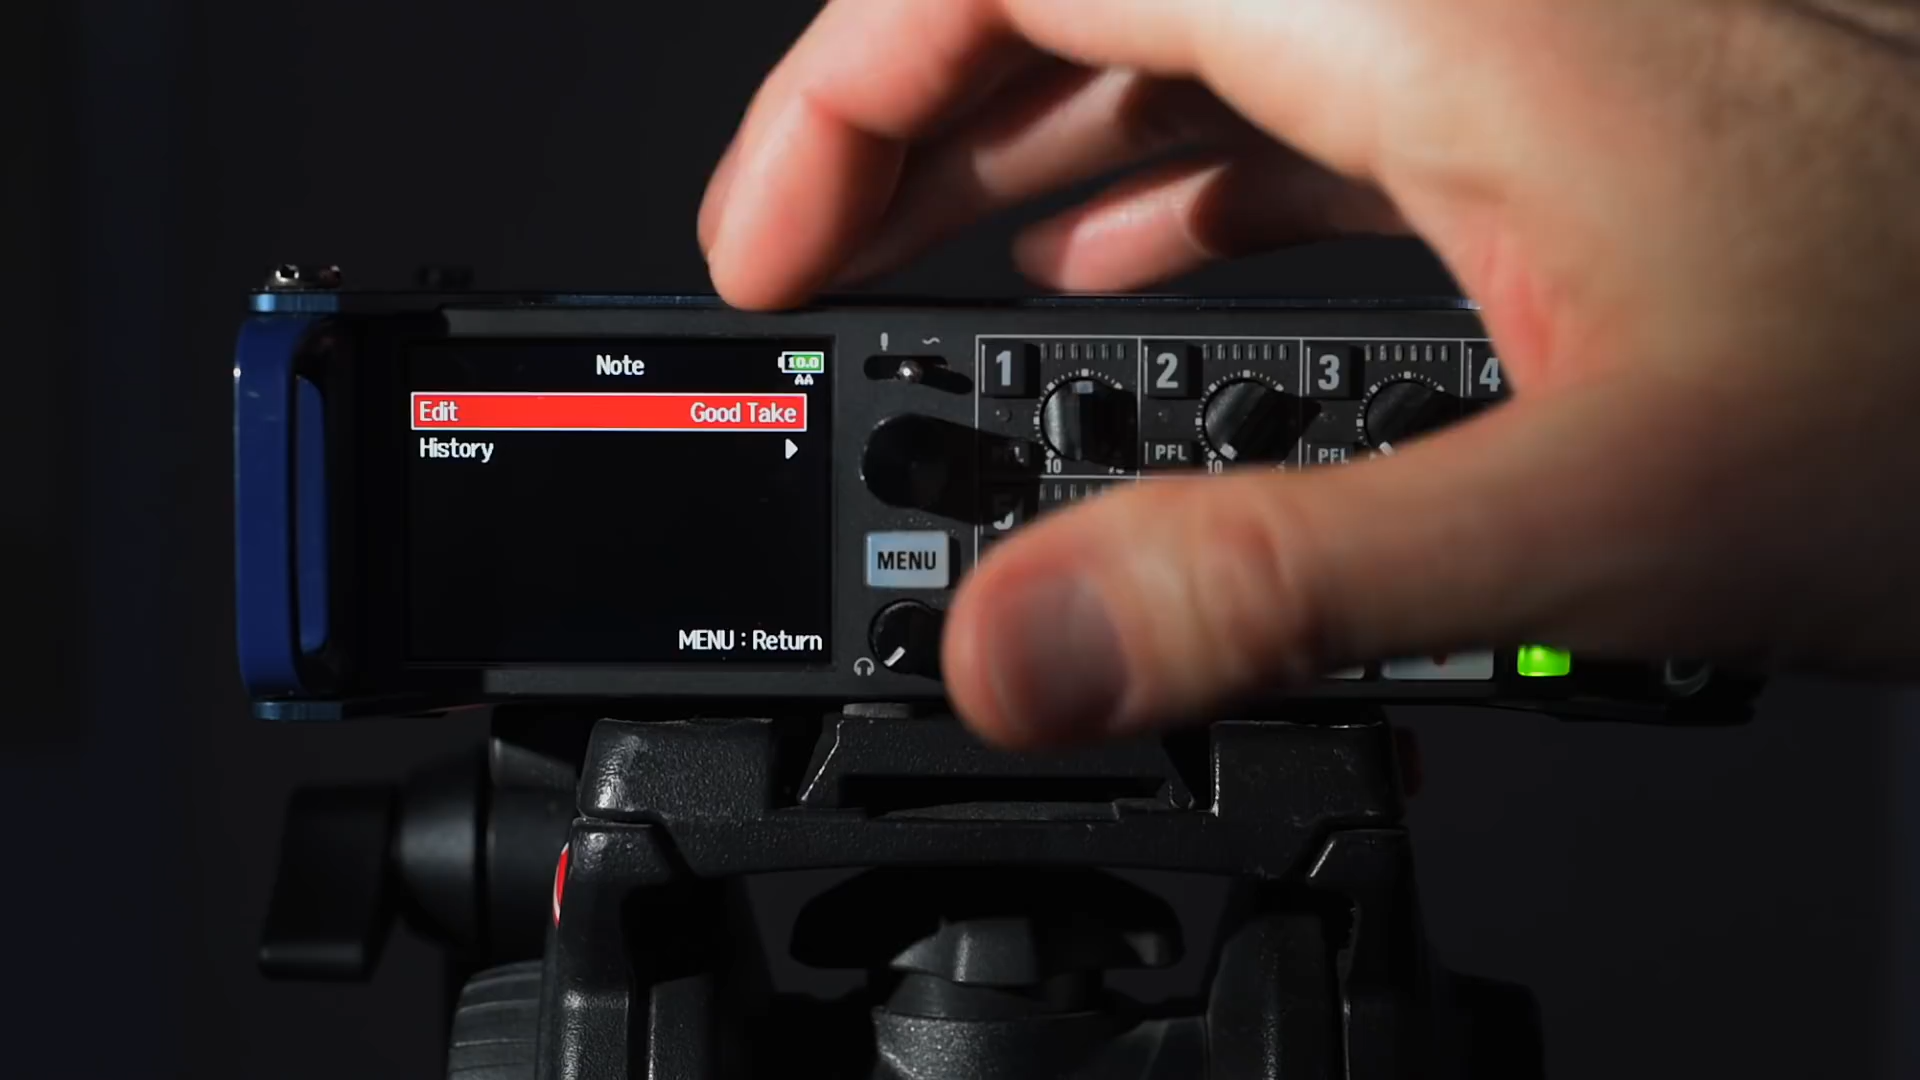 Note
10.0
AA
Edit Good Take
History
MENU : Return
MENU
1 2 3 4
PFL PFL
10 10
5